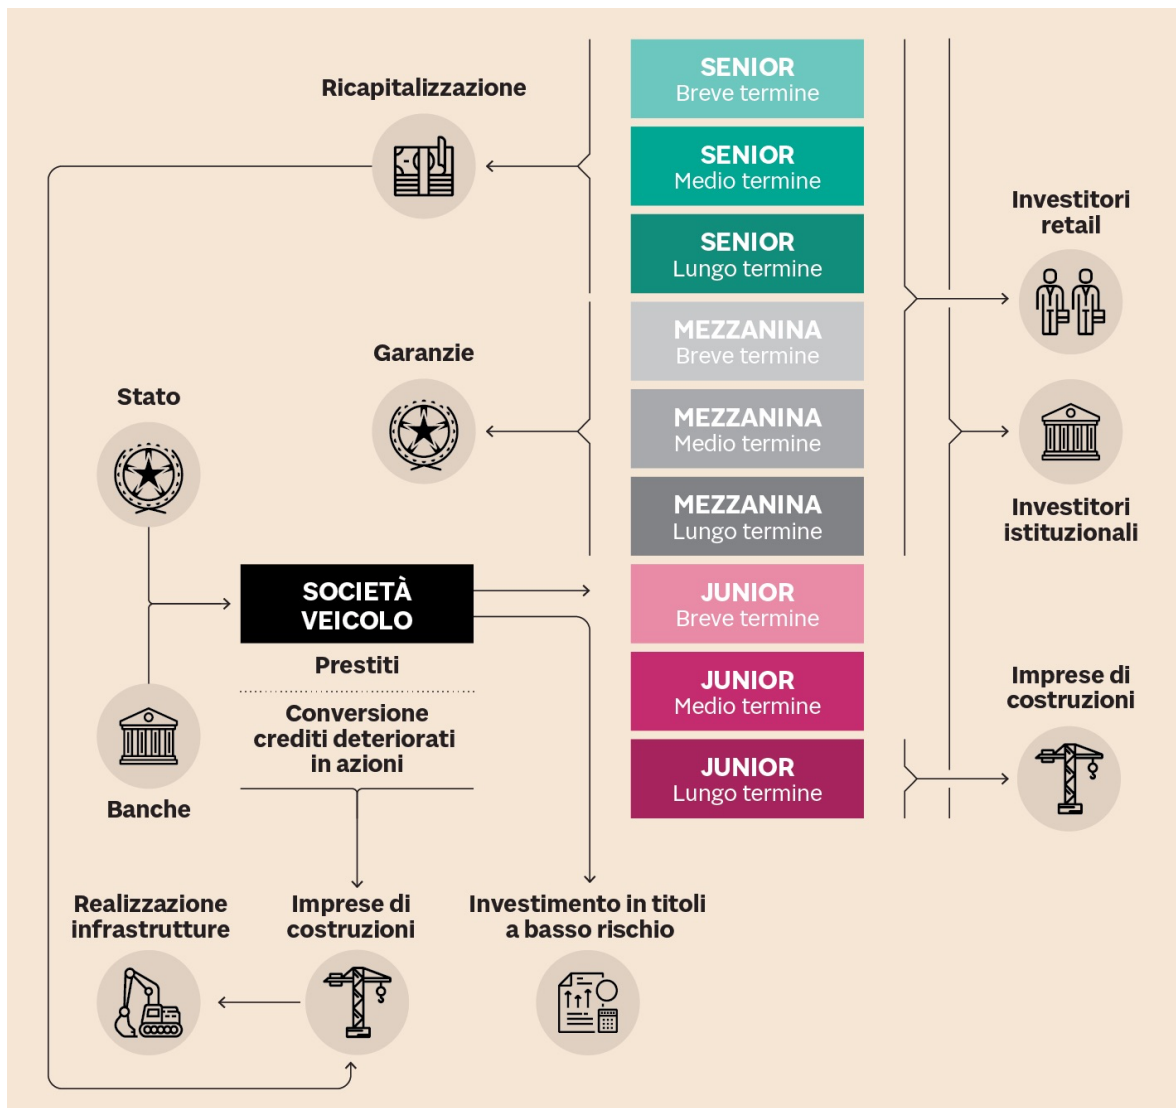 Ricapitalizzazione
SENIOR
Breve termine
SENIOR
Medio termine
SENIOR
Lungo termine
MEZZANINA
Breve termine
MEZZANINA
Medio termine
MEZZANINA
Lungo termine
JUNIOR
Breve termine
JUNIOR
Medio termine
JUNIOR
Lungo termine
Investitori
retail
Investitori
istituzionali
Imprese di
costruzioni
Garanzie
Stato
SOCIETÀ
VEICOLO
Prestiti
Conversione
crediti deteriorati
in azioni
Banche
Realizzazione
infrastrutture
Imprese di
costruzioni
Investimento in titoli
a basso rischio